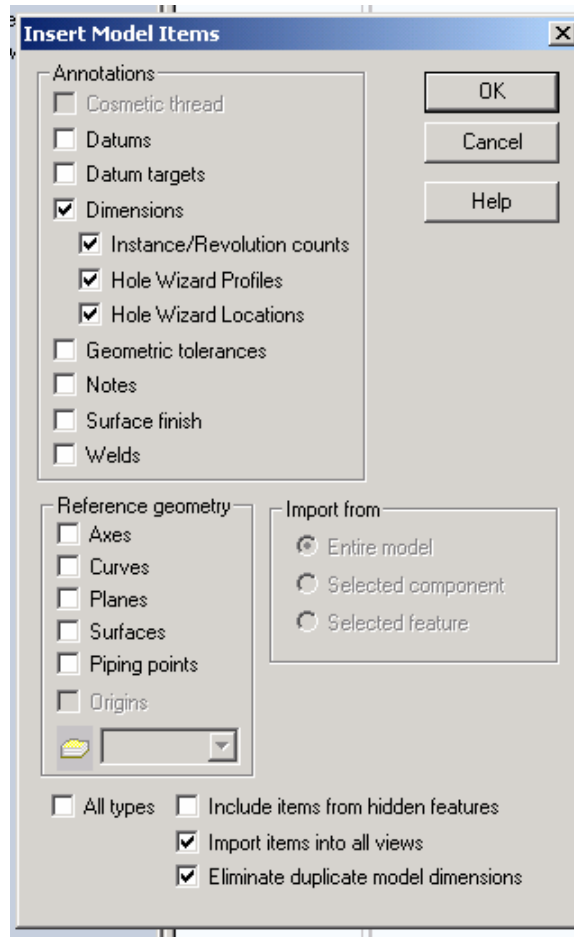 Insert Model Items
Annotations
Cosmetic thread
Datums
Datum targets
Dimensions
Instance/Revolution counts
Hole Wizard Profiles
Hole Wizard Locations
Geometric tolerances
Notes
Surface finish
Welds
OK
Cancel
Help
Reference geometry
Axes
Curves
Planes
Surfaces
Piping points
Origins
Import from
Entire model
Selected component
Selected feature
All types
Include items from hidden features
Import items into all views
Eliminate duplicate model dimensions